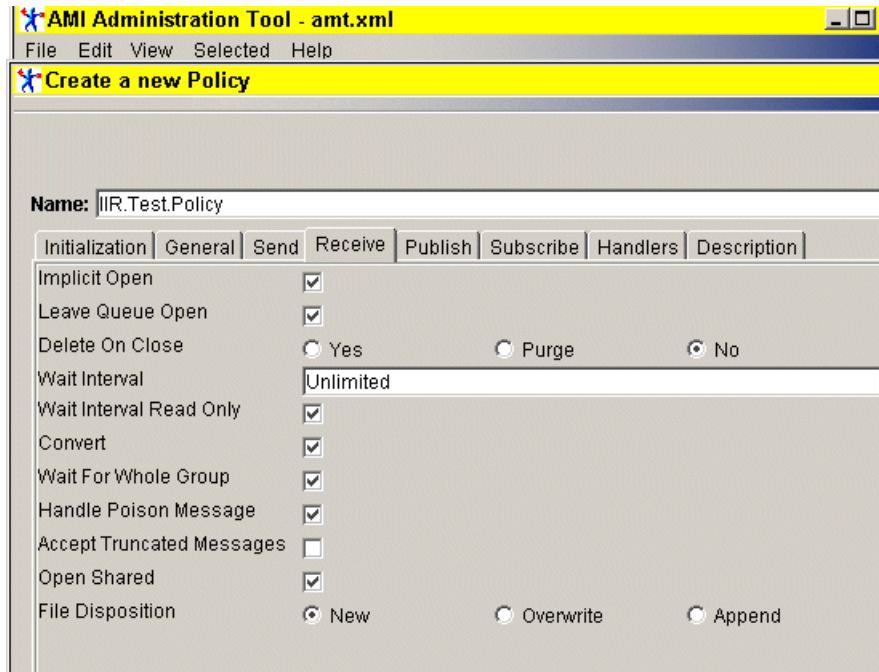 AMI Administration Tool - amt.xml
File Edit View Selected Help
Create a new Policy
Name: IIR.Test.Policy
Initialization General Send Receive Publish Subscribe Handlers Description
Implicit Open
Leave Queue Open
Delete On Close Yes Purge No
Wait Interval Unlimited
Wait Interval Read Only
Convert
Wait For Whole Group
Handle Poison Message
Accept Truncated Messages
Open Shared
File Disposition New Overwrite Append